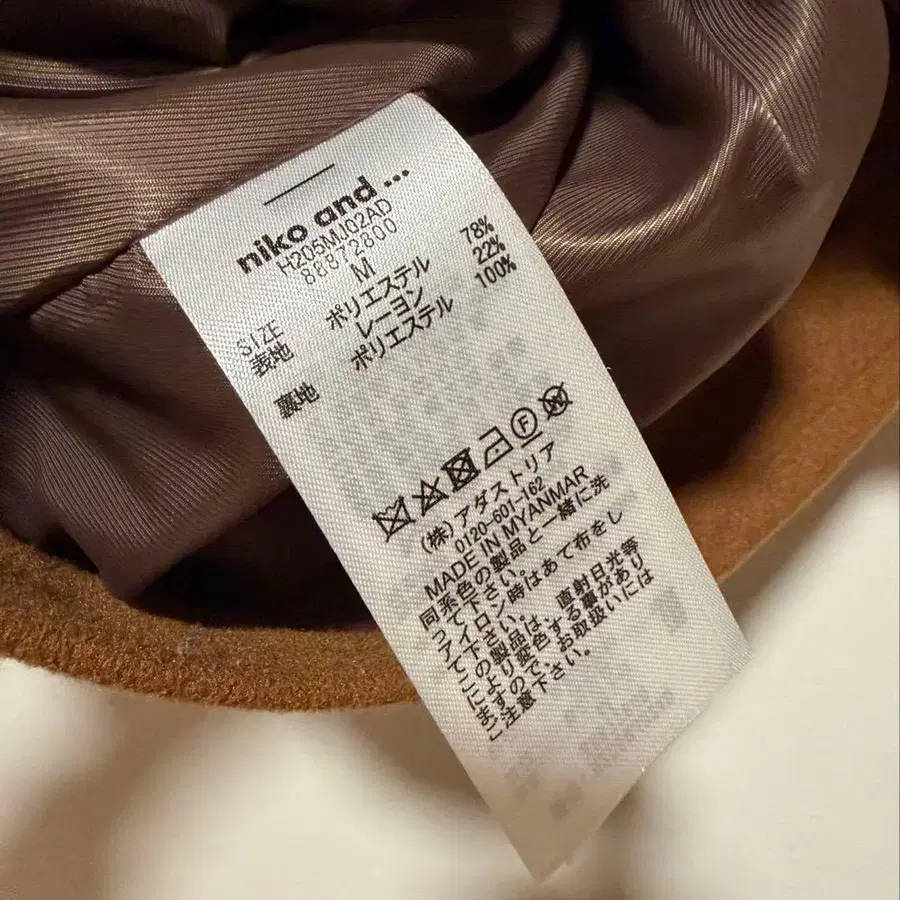 niko and ...
H205MJ02AD
88872800
SIZE M
表地 ポリエステル 78%
レーヨン 22%
裏地 ポリエステル 100%
F
W
(株) アダストリア
0120-601-162
MADE IN MYANMAR
同系色の製品と一緒に洗
って下さい。
アイロン時はあて布をし
て下さい。
この製品は、直射日光等
により変色する事があり
ますので、お取扱いには
ご注意下さい。